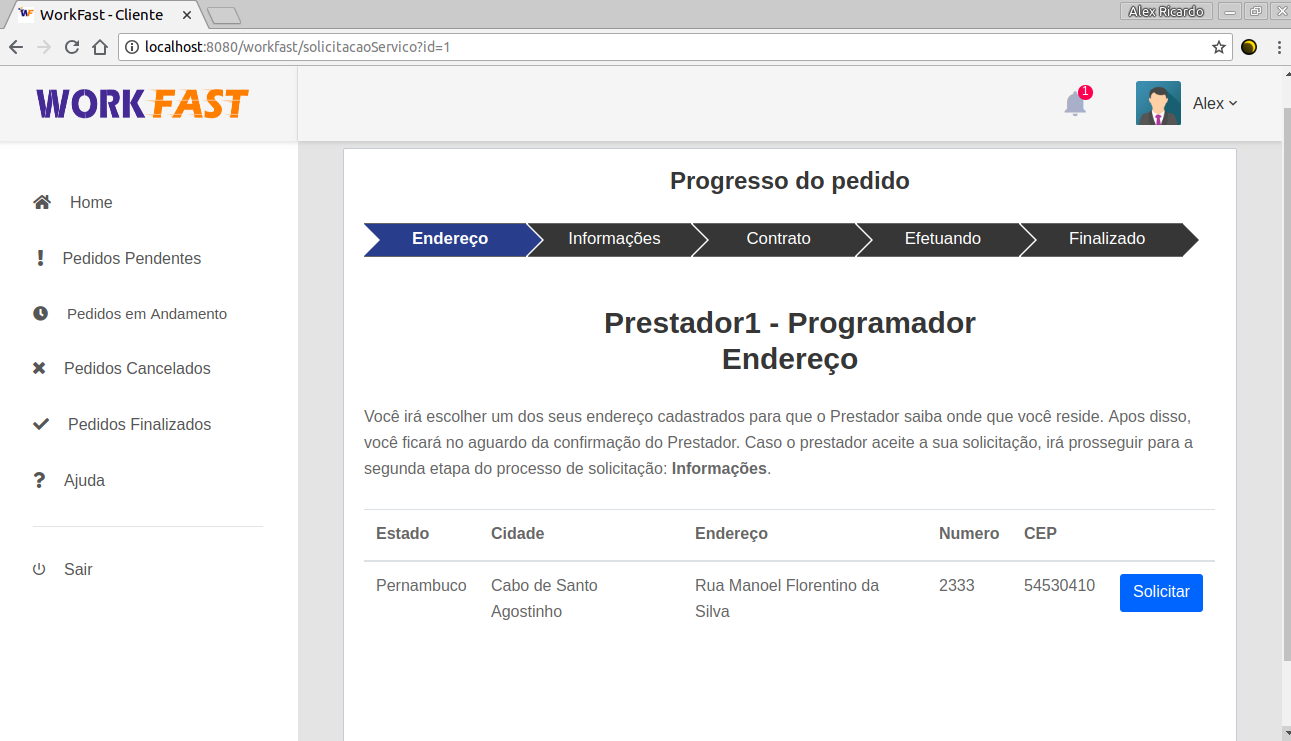 WF WorkFast - Cliente
Alex Ricardo
localhost:8080/workfast/solicitacaoServico?id=1
WORK FAST
1
Alex
Home
Pedidos Pendentes
Pedidos em Andamento
Pedidos Cancelados
Pedidos Finalizados
Ajuda
Sair
Progresso do pedido
Endereço Informações Contrato Efetuando Finalizado
Prestador1 - Programador
Endereço
Você irá escolher um dos seus endereço cadastrados para que o Prestador saiba onde que você reside. Apos disso,
você ficará no aguardo da confirmação do Prestador. Caso o prestador aceite a sua solicitação, irá prosseguir para a
segunda etapa do processo de solicitação: Informações.
Estado Cidade Endereço Numero CEP
Pernambuco Cabo de Santo Rua Manoel Florentino da 2333 54530410 Solicitar
Agostinho Silva